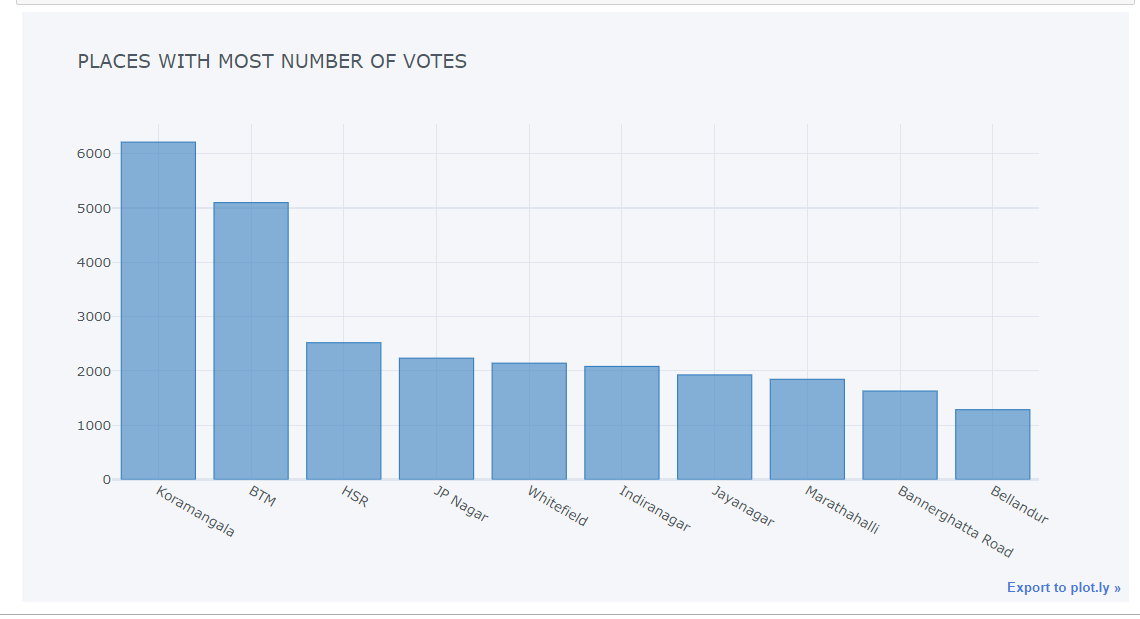 PLACES WITH MOST NUMBER OF VOTES
6000
5000
4000
3000
2000
1000
0
Koramangala
BTM
HSR
JP Nagar
Whitefield
Indiranagar
Jayanagar
Marathahalli
Bannerghatta Road
Bellandur
Export to plot.ly »